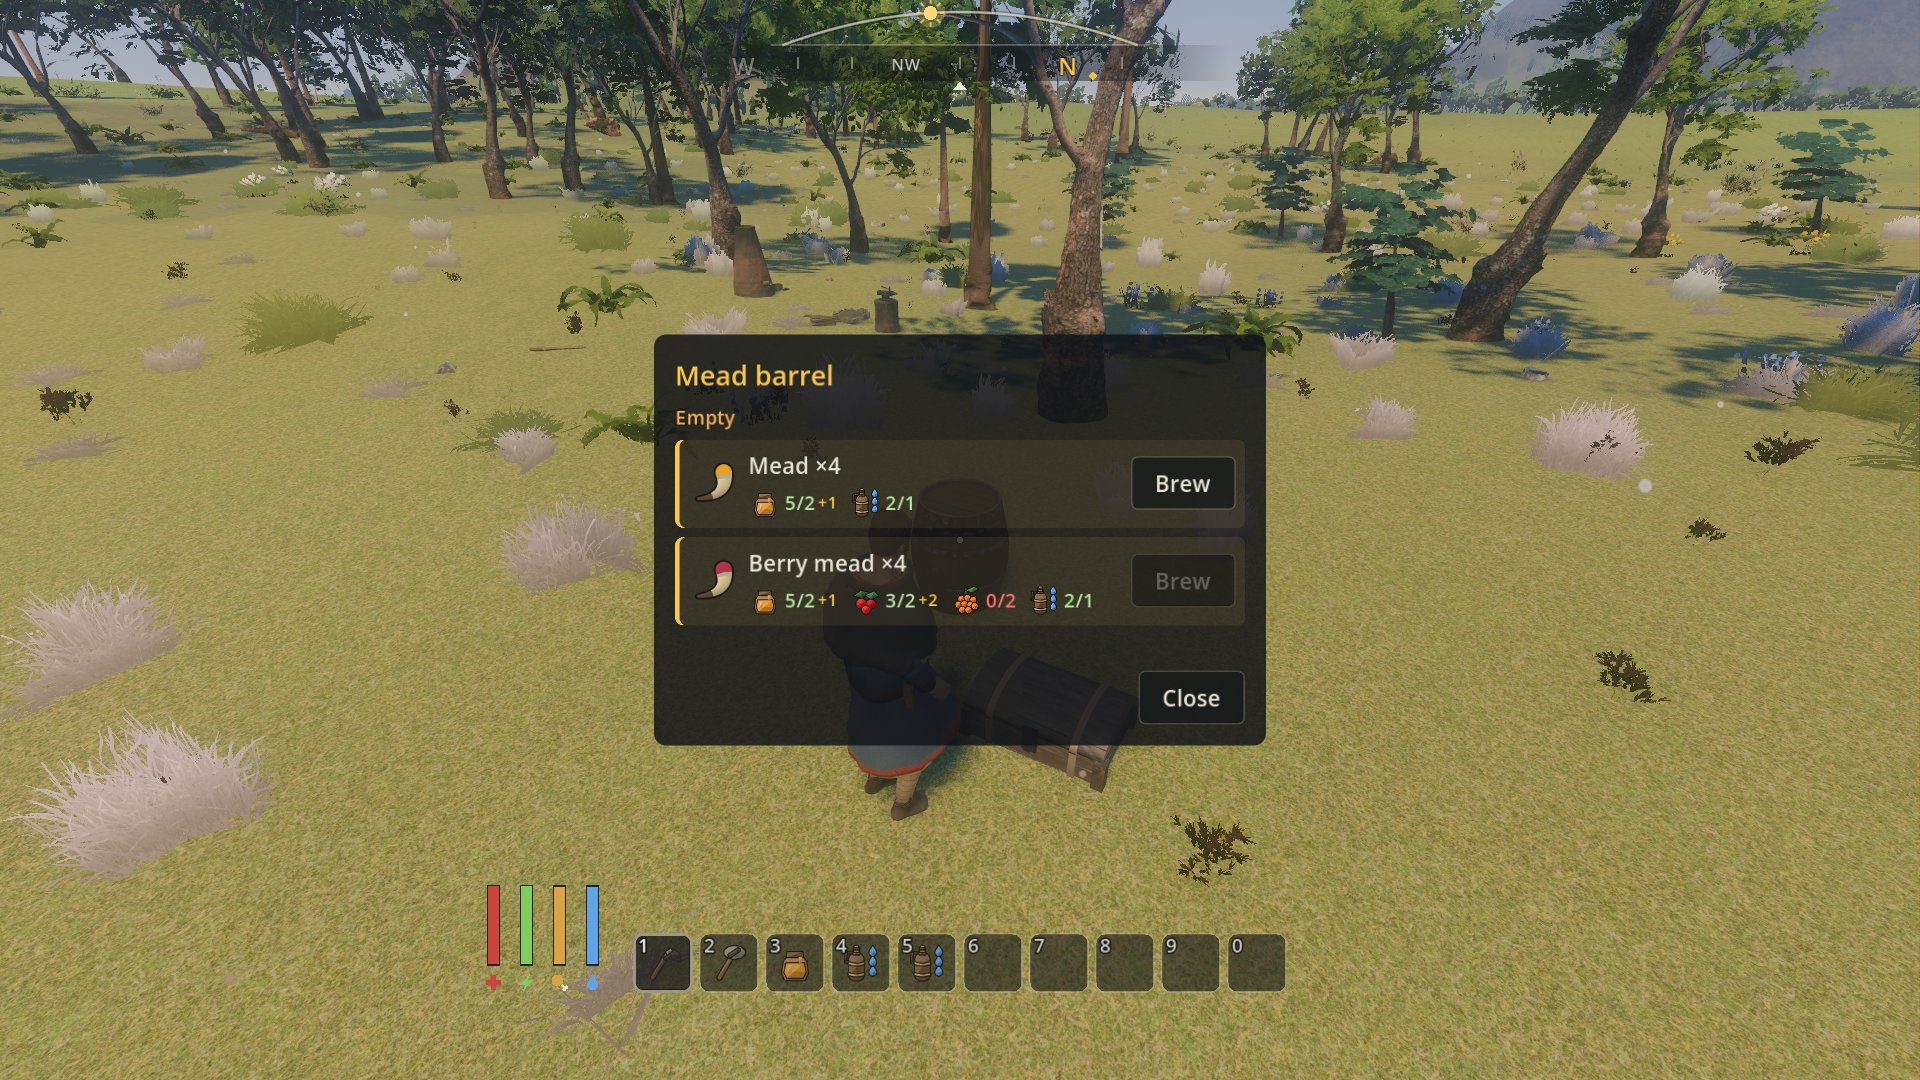 W NW N
Mead barrel
Empty
Mead ×4
5/2 +1 2/1
Brew
Berry mead ×4
5/2 +1 3/2 +2 0/2 2/1
Brew
Close
1 2 3 4 5 6 7 8 9 0